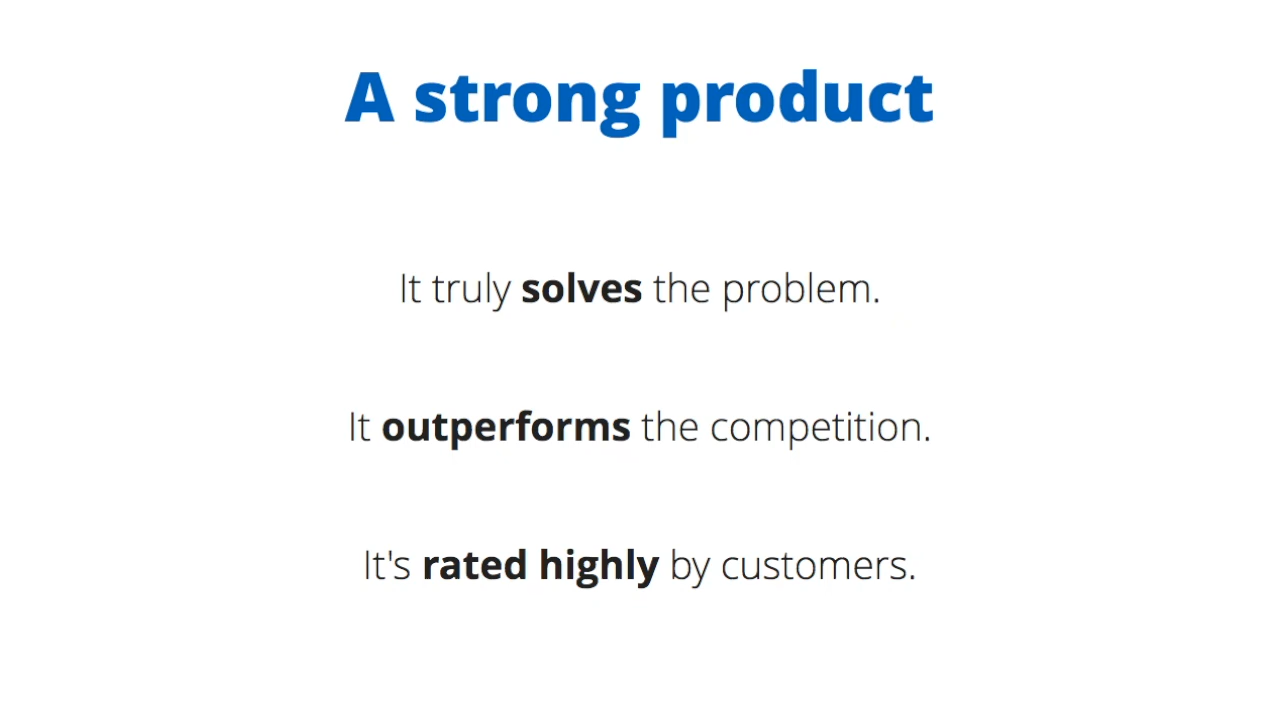 A strong product
It truly solves the problem.
It outperforms the competition.
It's rated highly by customers.